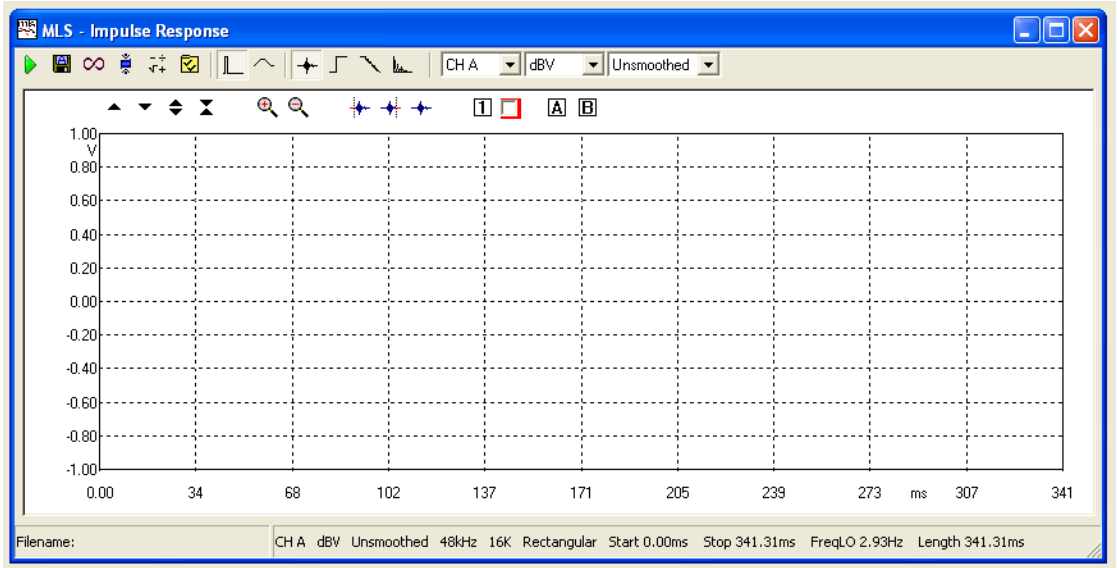 MLS - Impulse Response
CH A dBV Unsmoothed
1 A B
1.00
V
0.80
0.60
0.40
0.20
0.00
-0.20
-0.40
-0.60
-0.80
-1.00
0.00 34 68 102 137 171 205 239 273 ms 307 341
Filename: CH A dBV Unsmoothed 48kHz 16K Rectangular Start 0.00ms Stop 341.31ms FreqLO 2.93Hz Length 341.31ms